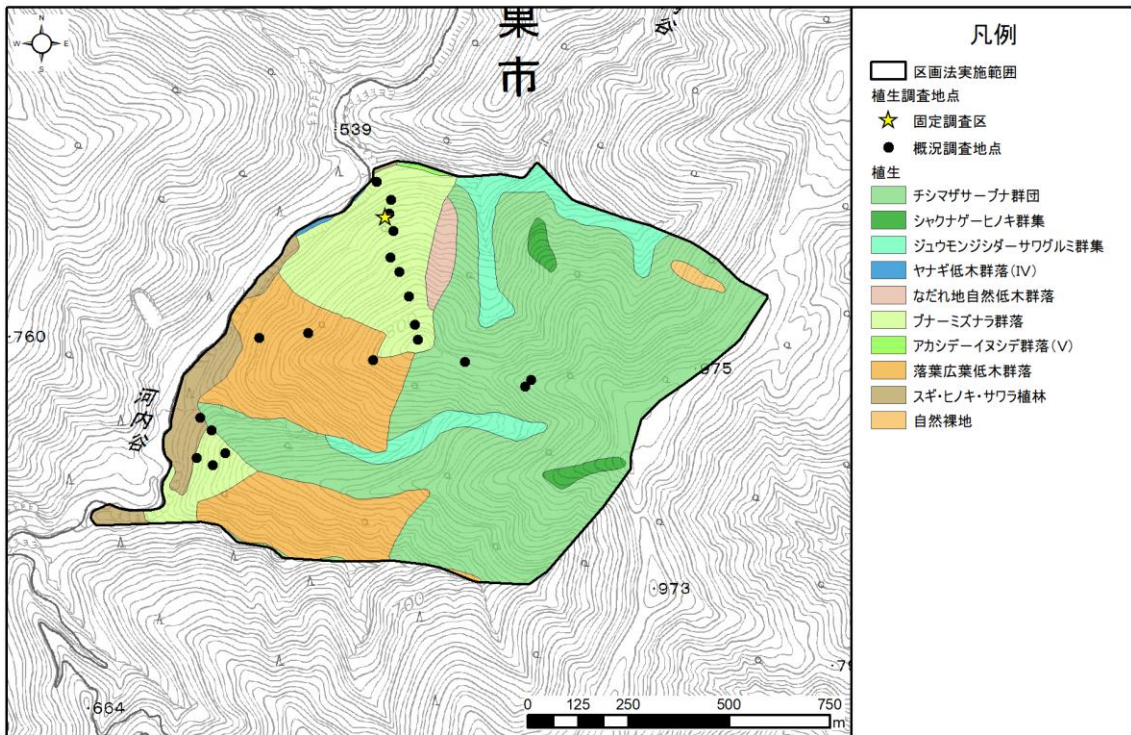 巣
市
N
W
E
S
・539
・760
・975
河内谷
700
・973
700
・664
0 125 250 500 750
m
凡例
区画法実施範囲
植生調査地点
固定調査区
概況調査地点
植生
チシマザサーブナ群団
シャクナゲーヒノキ群集
ジュウモンジシダーサワグルミ群集
ヤナギ低木群落(Ⅳ)
なだれ地自然低木群落
ブナーミズナラ群落
アカシデーイヌシデ群落(Ⅴ)
落葉広葉低木群落
スギ・ヒノキ・サワラ植林
自然裸地